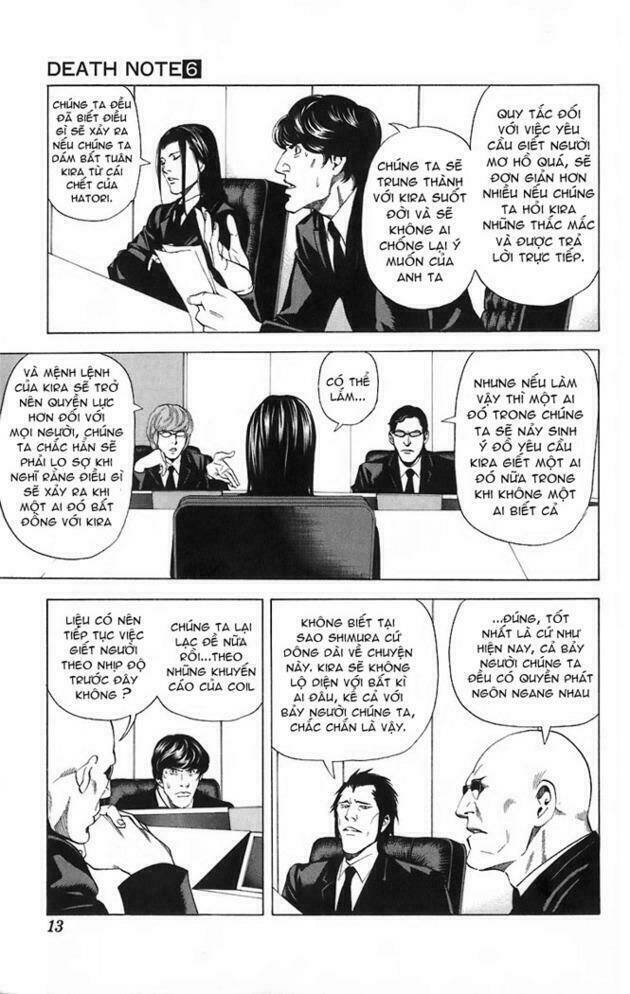 DEATH NOTE 6
QUY TẮC ĐỐI
VỚI VIỆC YÊU
CẦU GIẾT NGƯỜI
MƠ HỒ QUÁ, SẼ
ĐƠN GIẢN HƠN
NHIỀU NẾU CHÚNG
TA HỎI KIRA
NHỮNG THẮC MẮC
VÀ ĐƯỢC TRẢ
LỜI TRỰC TIẾP.
CHÚNG TA SẼ
TRUNG THÀNH
VỚI KIRA SUỐT
ĐỜI VÀ SẼ
KHÔNG AI
CHỐNG LẠI Ý
MUỐN CỦA
ANH TA
CHÚNG TA ĐỀU
ĐÃ BIẾT ĐIỀU
GÌ SẼ XẢY RA
NẾU CHÚNG TA
DÁM BẤT TUÂN
KIRA TỪ CÁI
CHẾT CỦA
HATORI.
NHƯNG NẾU LÀM
VẬY THÌ MỘT AI
ĐÓ TRONG CHÚNG
TA SẼ NẢY SINH
Ý ĐỒ YÊU CẦU
KIRA GIẾT MỘT AI
ĐÓ NỮA TRONG
KHI KHÔNG MỘT
AI BIẾT CẢ
CÓ THỂ
LẮM...
VÀ MỆNH LỆNH
CỦA KIRA SẼ TRỞ
NÊN QUYỀN LỰC
HƠN ĐỐI VỚI
MỌI NGƯỜI, CHÚNG
TA CHẮC HẲN SẼ
PHẢI LO SỢ KHI
NGHĨ RẰNG ĐIỀU GÌ
SẼ XẢY RA KHI
MỘT AI ĐÓ BẤT
ĐỒNG VỚI KIRA
...ĐÚNG, TỐT
NHẤT LÀ CỨ NHƯ
HIỆN NAY, CẢ BẢY
NGƯỜI CHÚNG TA
ĐỀU CÓ QUYỀN PHÁT
NGÔN NGANG NHAU
KHÔNG BIẾT TẠI
SAO SHIMURA CỨ
DÔNG DÀI VỀ CHUYỆN
NÀY. KIRA SẼ KHÔNG
LỘ DIỆN VỚI BẤT KÌ
AI ĐÂU, KỂ CẢ VỚI
BẢY NGƯỜI CHÚNG TA,
CHẮC CHẮN LÀ VẬY.
CHÚNG TA LẠI
LẠC ĐỀ NỮA
RỒI...THEO
NHỮNG KHUYẾN
CÁO CỦA COIL
LIỆU CÓ NÊN
TIẾP TỤC VIỆC
GIẾT NGƯỜI
THEO NHỊP ĐỘ
TRƯỚC ĐÂY
KHÔNG ?
13